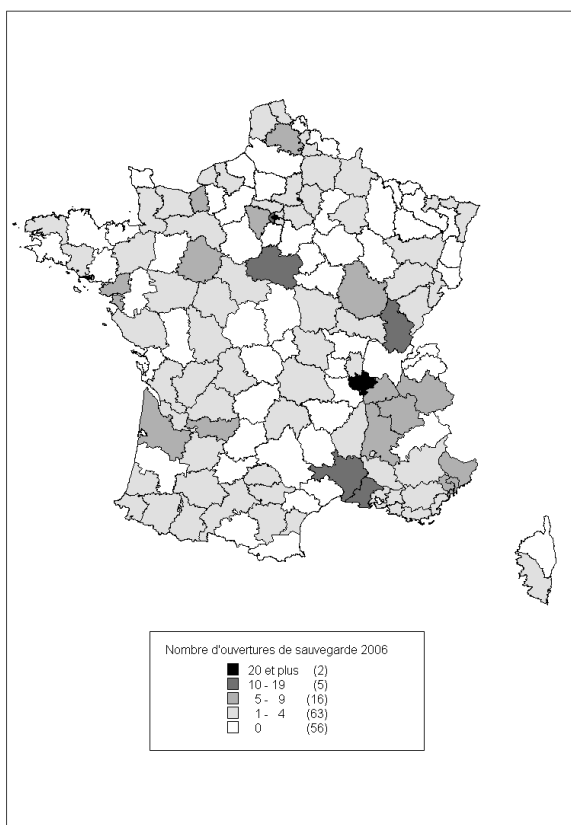 Nombre d'ouvertures de sauvegarde 2006
20 et plus (2)
10 - 19 (5)
5 - 9 (16)
1 - 4 (63)
0 (56)